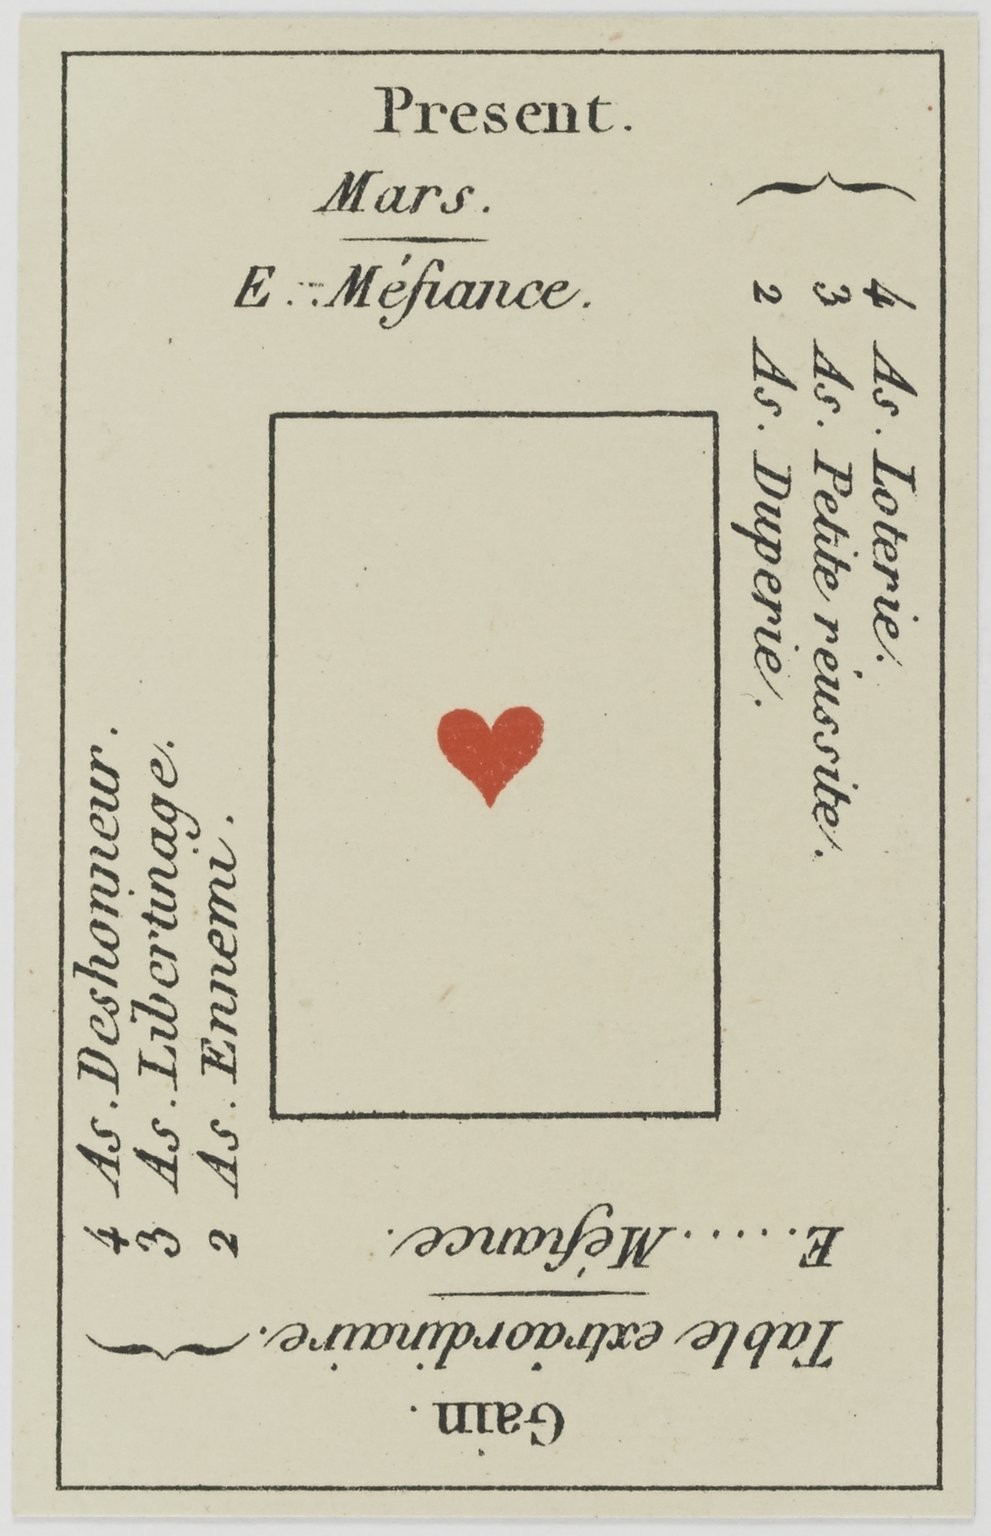 Present.
Mars.
E..:Méfiance.
4 As. Loterie.
3 As. Petite réussite.
2 As. Duperie.
4 As. Deshonneur.
3 As. Libertinage.
2 As. Ennemi.
Gain.
Table extraordinaire.
E.....Méfiance.